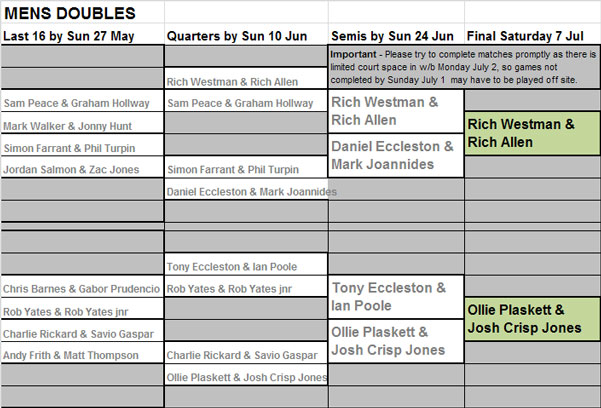 MENS DOUBLES
Last 16 by Sun 27 May
Quarters by Sun 10 Jun
Semis by Sun 24 Jun
Final Saturday 7 Jul
Important - Please try to complete matches promptly as there is
limited court space in w/b Monday July 2, so games not
completed by Sunday July 1 may have to be played off site.
Rich Westman & Rich Allen
Sam Peace & Graham Hollway
Sam Peace & Graham Hollway
Rich Westman &
Rich Allen
Mark Walker & Jonny Hunt
Rich Westman &
Rich Allen
Simon Farrant & Phil Turpin
Daniel Eccleston &
Mark Joannides
Jordan Salmon & Zac Jones
Simon Farrant & Phil Turpin
Daniel Eccleston & Mark Joannides
Tony Eccleston & Ian Poole
Chris Barnes & Gabor Prudencio
Rob Yates & Rob Yates jnr
Tony Eccleston &
Ian Poole
Rob Yates & Rob Yates jnr
Ollie Plaskett &
Josh Crisp Jones
Charlie Rickard & Savio Gaspar
Ollie Plaskett &
Josh Crisp Jones
Andy Frith & Matt Thompson
Charlie Rickard & Savio Gaspar
Ollie Plaskett & Josh Crisp Jones